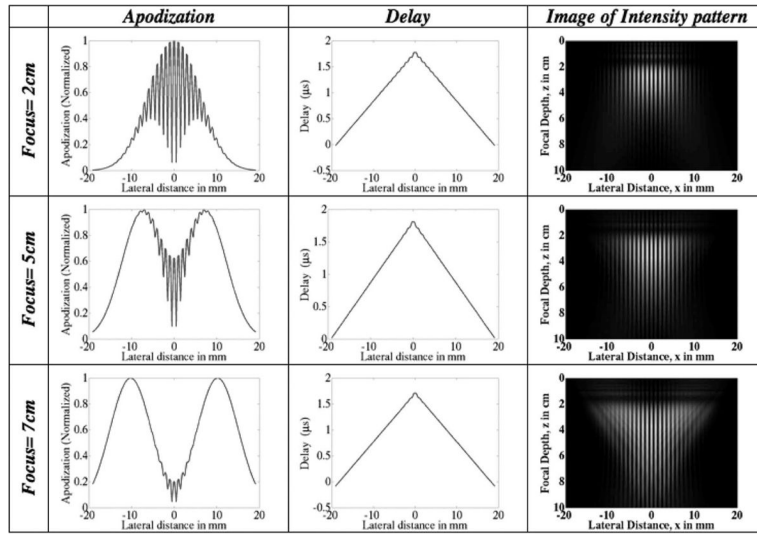 Apodization Delay Image of Intensity pattern
Focus= 2cm
Apodization (Normalized)
1
0.8
0.6
0.4
0.2
0
-20 -10 0 10 20
Lateral distance in mm
Delay (µs)
2
1.5
1
0.5
0
-0.5
-20 -10 0 10 20
Lateral distance in mm
Focal Depth, z in cm
0
2
4
6
8
10
-10 0 10 20
Lateral Distance, x in mm
Focus= 5cm
Apodization (Normalized)
1
0.8
0.6
0.4
0.2
0
-20 -10 0 10 20
Lateral distance in mm
Delay (µs)
2
1.5
1
0.5
0
-20 -10 0 10 20
Lateral distance in mm
Focal Depth, z in cm
0
2
4
6
8
10
-10 0 10 20
Lateral Distance, x in mm
Focus= 7cm
Apodization (Normalized)
1
0.8
0.6
0.4
0.2
0
-20 -10 0 10 20
Lateral distance in mm
Delay (µs)
2
1.5
1
0.5
0
-0.5
-20 -10 0 10 20
Lateral distance in mm
Focal Depth, z in cm
0
2
4
6
8
10
-10 0 10 20
Lateral Distance, x in mm